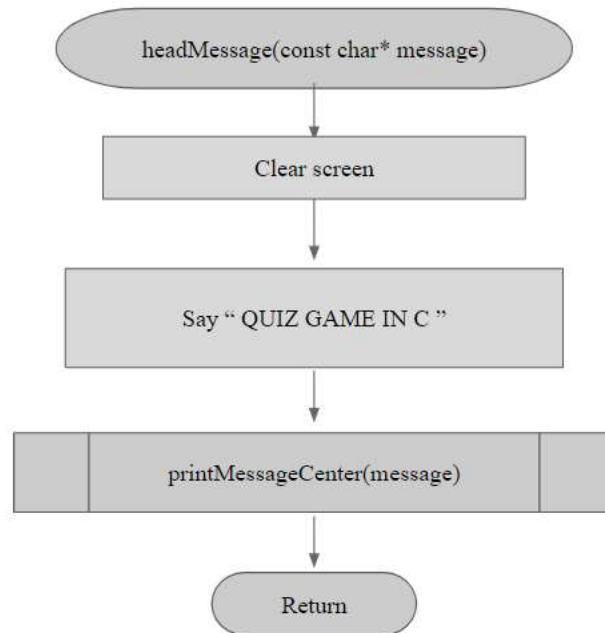 headMessage(const char* message)
Clear screen
Say “ QUIZ GAME IN C ”
printMessageCenter(message)
Return